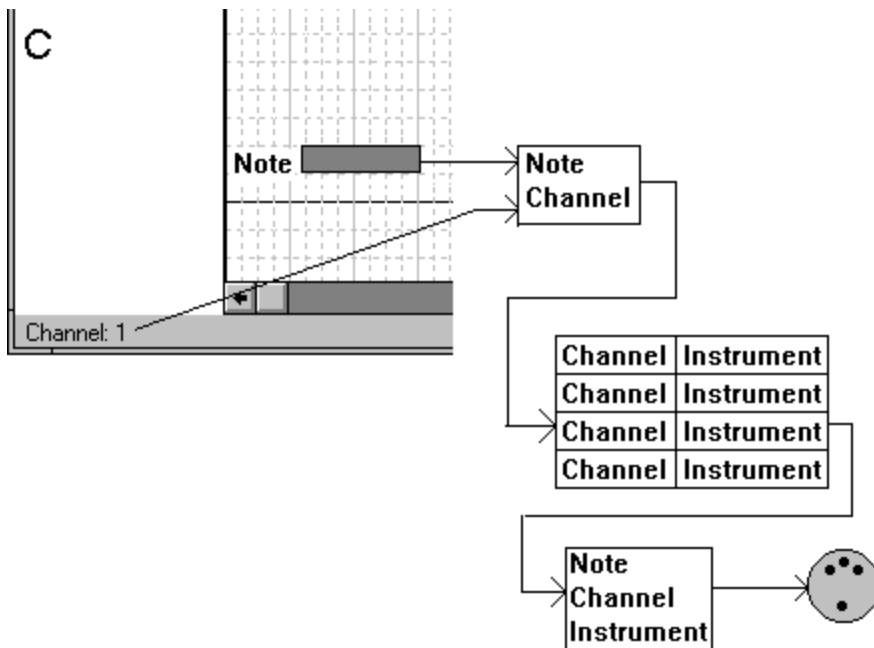 C
Note
Note
Channel
Channel: 1
Channel Instrument
Channel Instrument
Channel Instrument
Channel Instrument
Note
Channel
Instrument